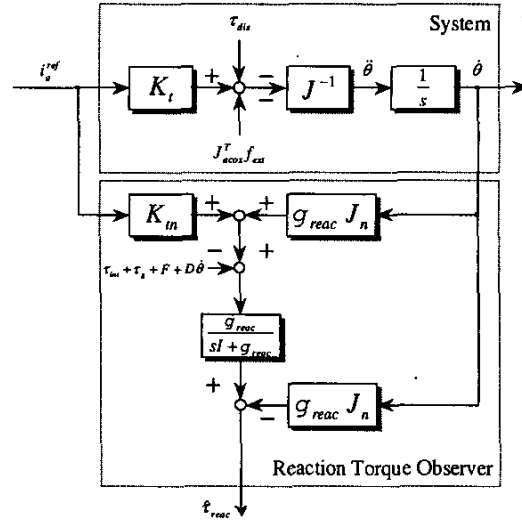 System
τ_dis
i_a^ref
K_t
+
−
−
J^{-1}
θ̈
1/s
θ̇
J_acos^T f_ext
K_tn
+
+
g_reac J_n
−
+
τ_int + τ_g + F + Dθ̇
g_reac / (sI + g_reac)
+
−
g_reac J_n
Reaction Torque Observer
τ̂_reac